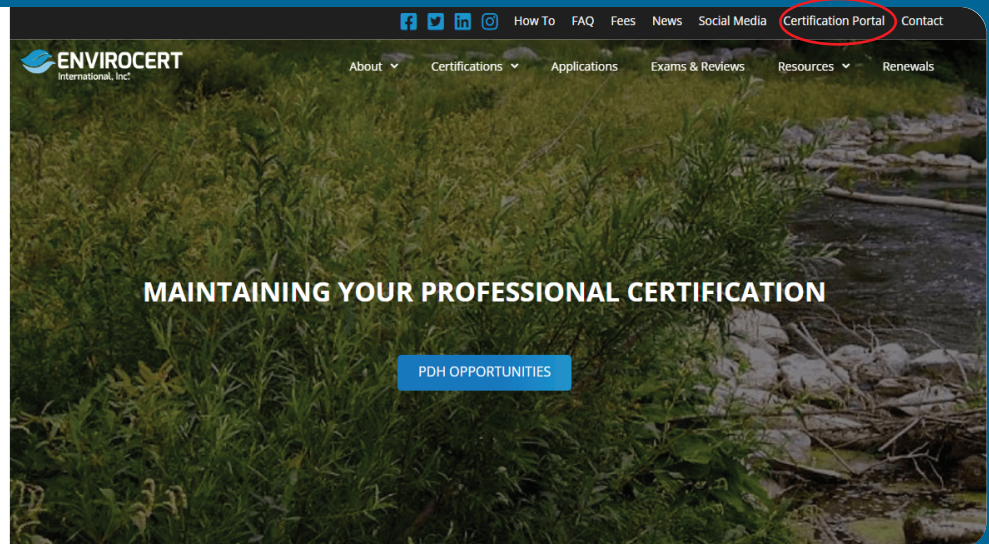 How To FAQ Fees News Social Media Certification Portal Contact
ENVIROCERT
International, Inc.®
About Certifications Applications Exams & Reviews Resources Renewals
MAINTAINING YOUR PROFESSIONAL CERTIFICATION
PDH OPPORTUNITIES